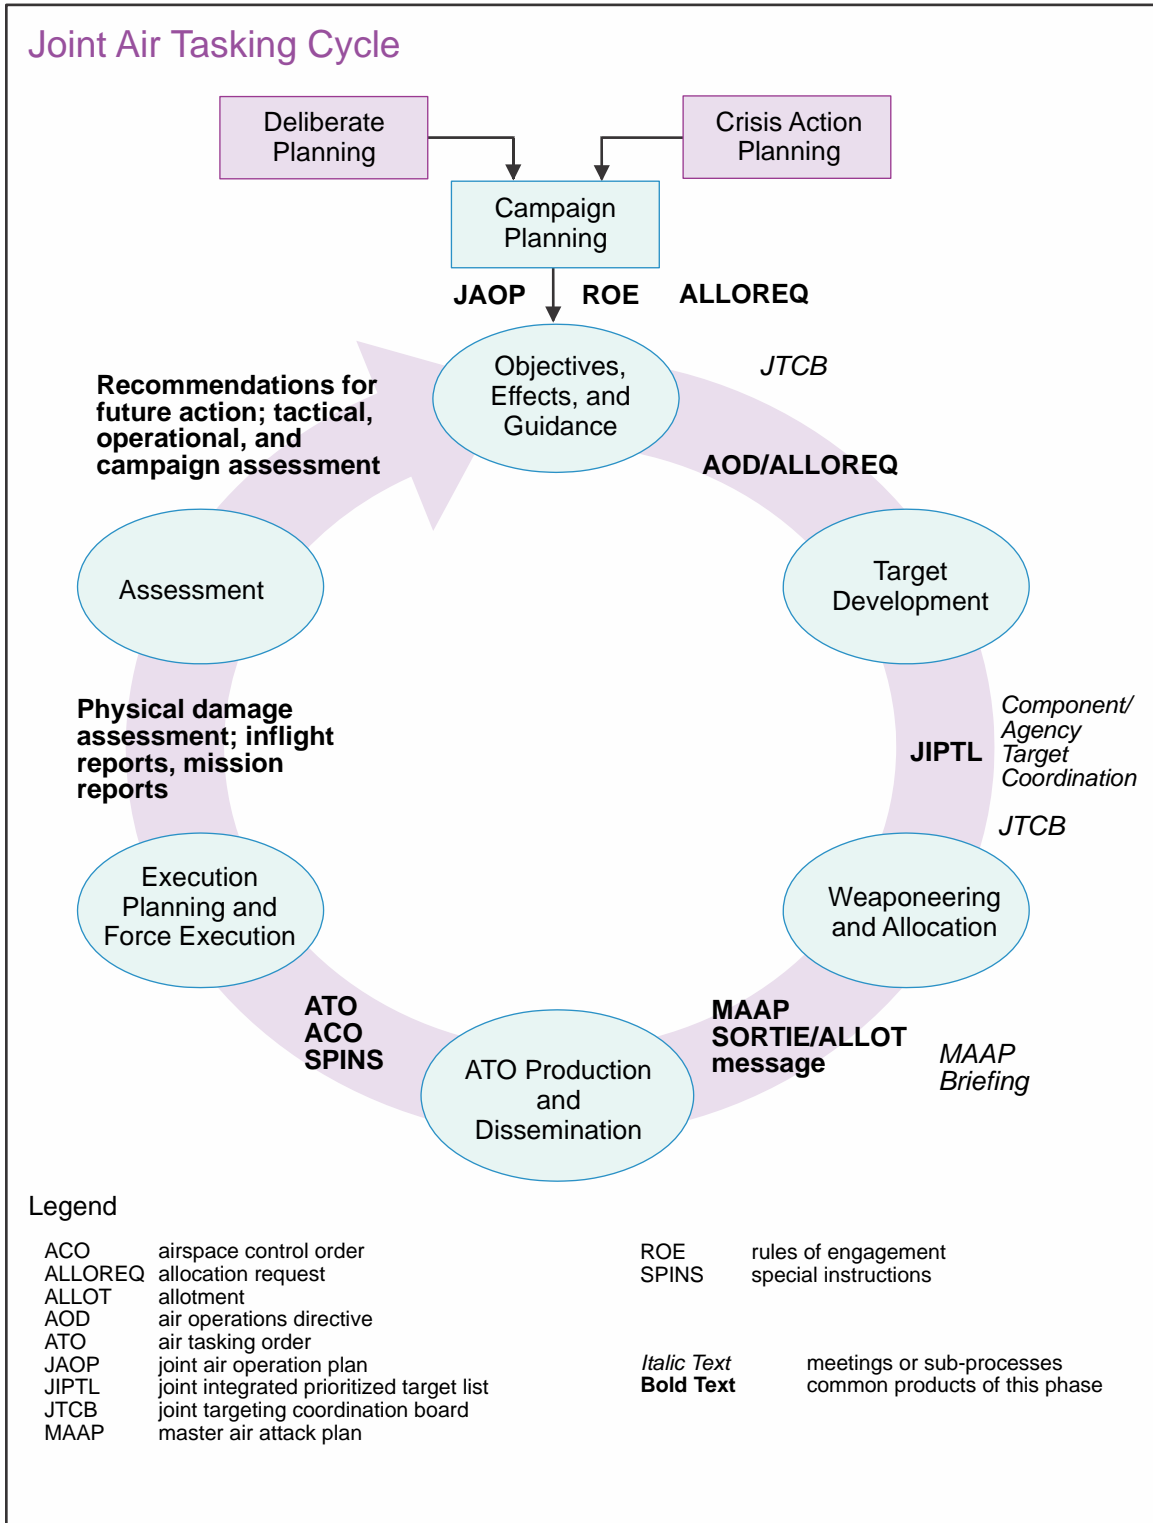 Joint Air Tasking Cycle
Deliberate
Planning
Crisis Action
Planning
Campaign
Planning
JAOP ROE ALLOREQ
Objectives,
Effects, and
Guidance
JTCB
AOD/ALLOREQ
Target
Development
JIPTL
Component/
Agency
Target
Coordination
JTCB
Weaponeering
and Allocation
MAAP
SORTIE/ALLOT
message
MAAP
Briefing
ATO Production
and
Dissemination
ATO
ACO
SPINS
Execution
Planning and
Force Execution
Physical damage
assessment; inflight
reports, mission
reports
Assessment
Recommendations for
future action; tactical,
operational, and
campaign assessment
Legend
ACO airspace control order
ALLOREQ allocation request
ALLOT allotment
AOD air operations directive
ATO air tasking order
JAOP joint air operation plan
JIPTL joint integrated prioritized target list
JTCB joint targeting coordination board
MAAP master air attack plan
ROE rules of engagement
SPINS special instructions
Italic Text meetings or sub-processes
Bold Text common products of this phase